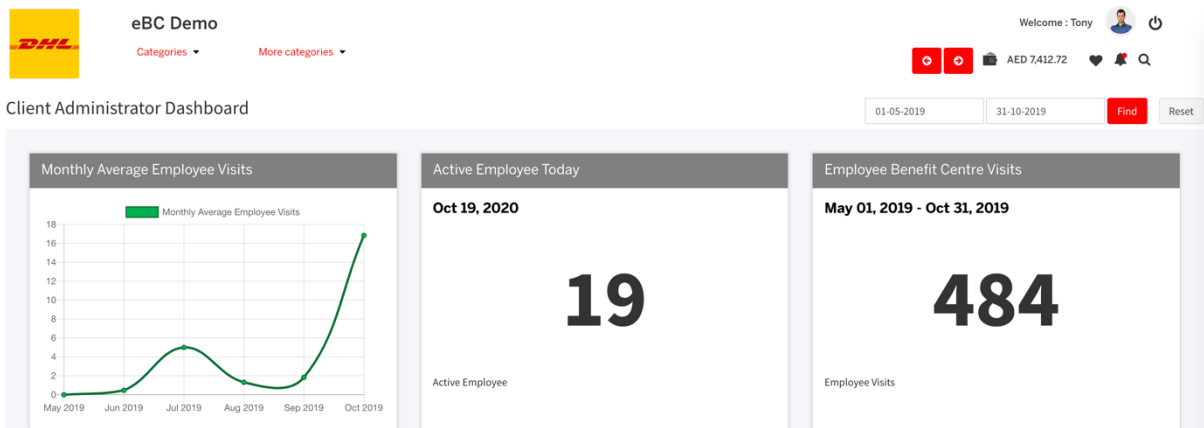 DHL
eBC Demo
Categories
More categories
Welcome : Tony
AED 7,412.72
Client Administrator Dashboard
01-05-2019
31-10-2019
Find
Reset
Monthly Average Employee Visits
Monthly Average Employee Visits
18
16
14
12
10
8
6
4
2
0
May 2019 Jun 2019 Jul 2019 Aug 2019 Sep 2019 Oct 2019
Active Employee Today
Oct 19, 2020
19
Active Employee
Employee Benefit Centre Visits
May 01, 2019 - Oct 31, 2019
484
Employee Visits